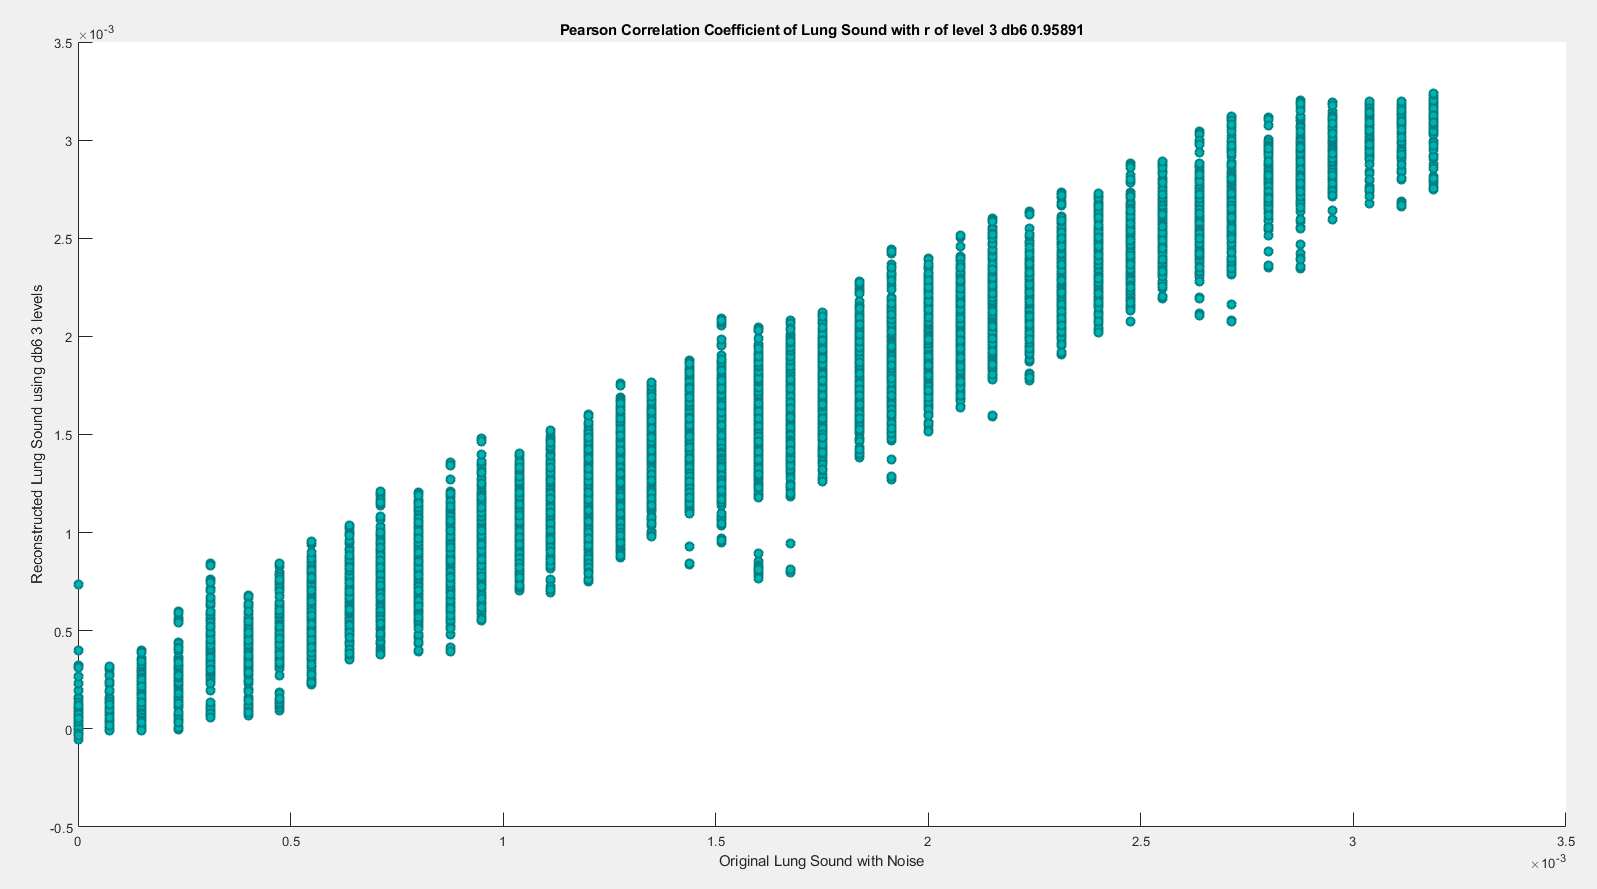 Pearson Correlation Coefficient of Lung Sound with r of level 3 db6 0.95891
×10⁻³
3.5
3
2.5
2
1.5
1
0.5
0
-0.5
Reconstructed Lung Sound using db6 3 levels
0 0.5 1 1.5 2 2.5 3 3.5
Original Lung Sound with Noise
×10⁻³